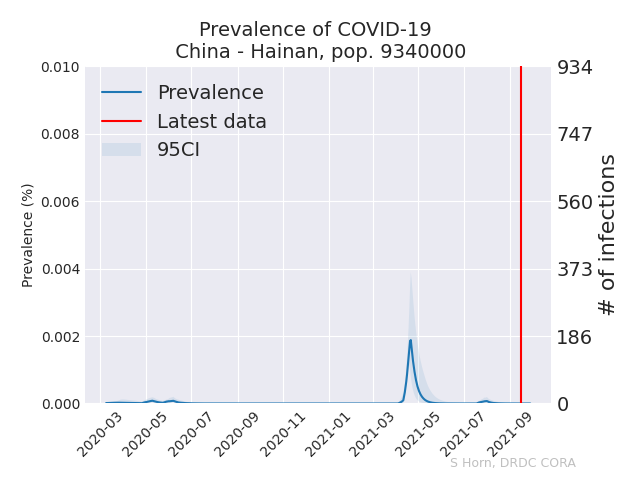 Prevalence of COVID-19
China - Hainan, pop. 9340000
0.010
0.008
0.006
0.004
0.002
0.000
Prevalence (%)
Prevalence
Latest data
95CI
934
747
560
373
186
0
# of infections
2020-03
2020-05
2020-07
2020-09
2020-11
2021-01
2021-03
2021-05
2021-07
2021-09
S Horn, DRDC CORA